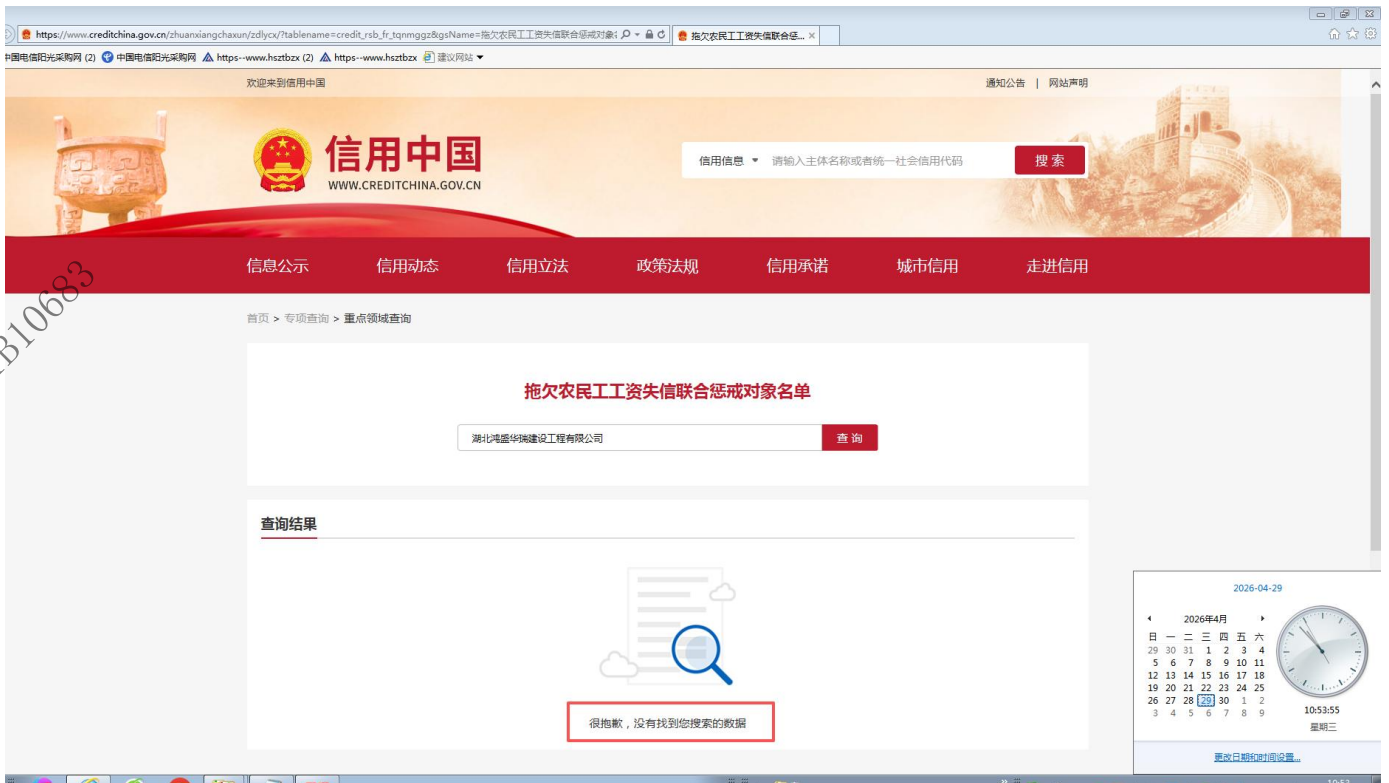 https://www.creditchina.gov.cn/zhuanxiangchaxun/zdlycx/?tablename=credit_rsb_fr_tqnmggz&gsName=拖欠农民工工资失信联合惩戒对象名
拖欠农民工工资失信联合惩...
中国电信阳光采购网 (2) 中国电信阳光采购网 https--www.hsztbzx (2) https--www.hsztbzx 建议网站
欢迎来到信用中国
通知公告 | 网站声明
信用中国
WWW.CREDITCHINA.GOV.CN
信用信息 请输入主体名称或者统一社会信用代码 搜索
信息公示 信用动态 信用立法 政策法规 信用承诺 城市信用 走进信用
B10683
首页 > 专项查询 > 重点领域查询
拖欠农民工工资失信联合惩戒对象名单
湖北鸿盛华瑞建设工程有限公司 查询
查询结果
很抱歉，没有找到您搜索的数据
2026-04-29
2026年4月
日 一 二 三 四 五 六
29 30 31 1 2 3 4
5 6 7 8 9 10 11
12 13 14 15 16 17 18
19 20 21 22 23 24 25
26 27 28 29 30 1 2
3 4 5 6 7 8 9
10:53:55
星期三
更改日期和时间设置...